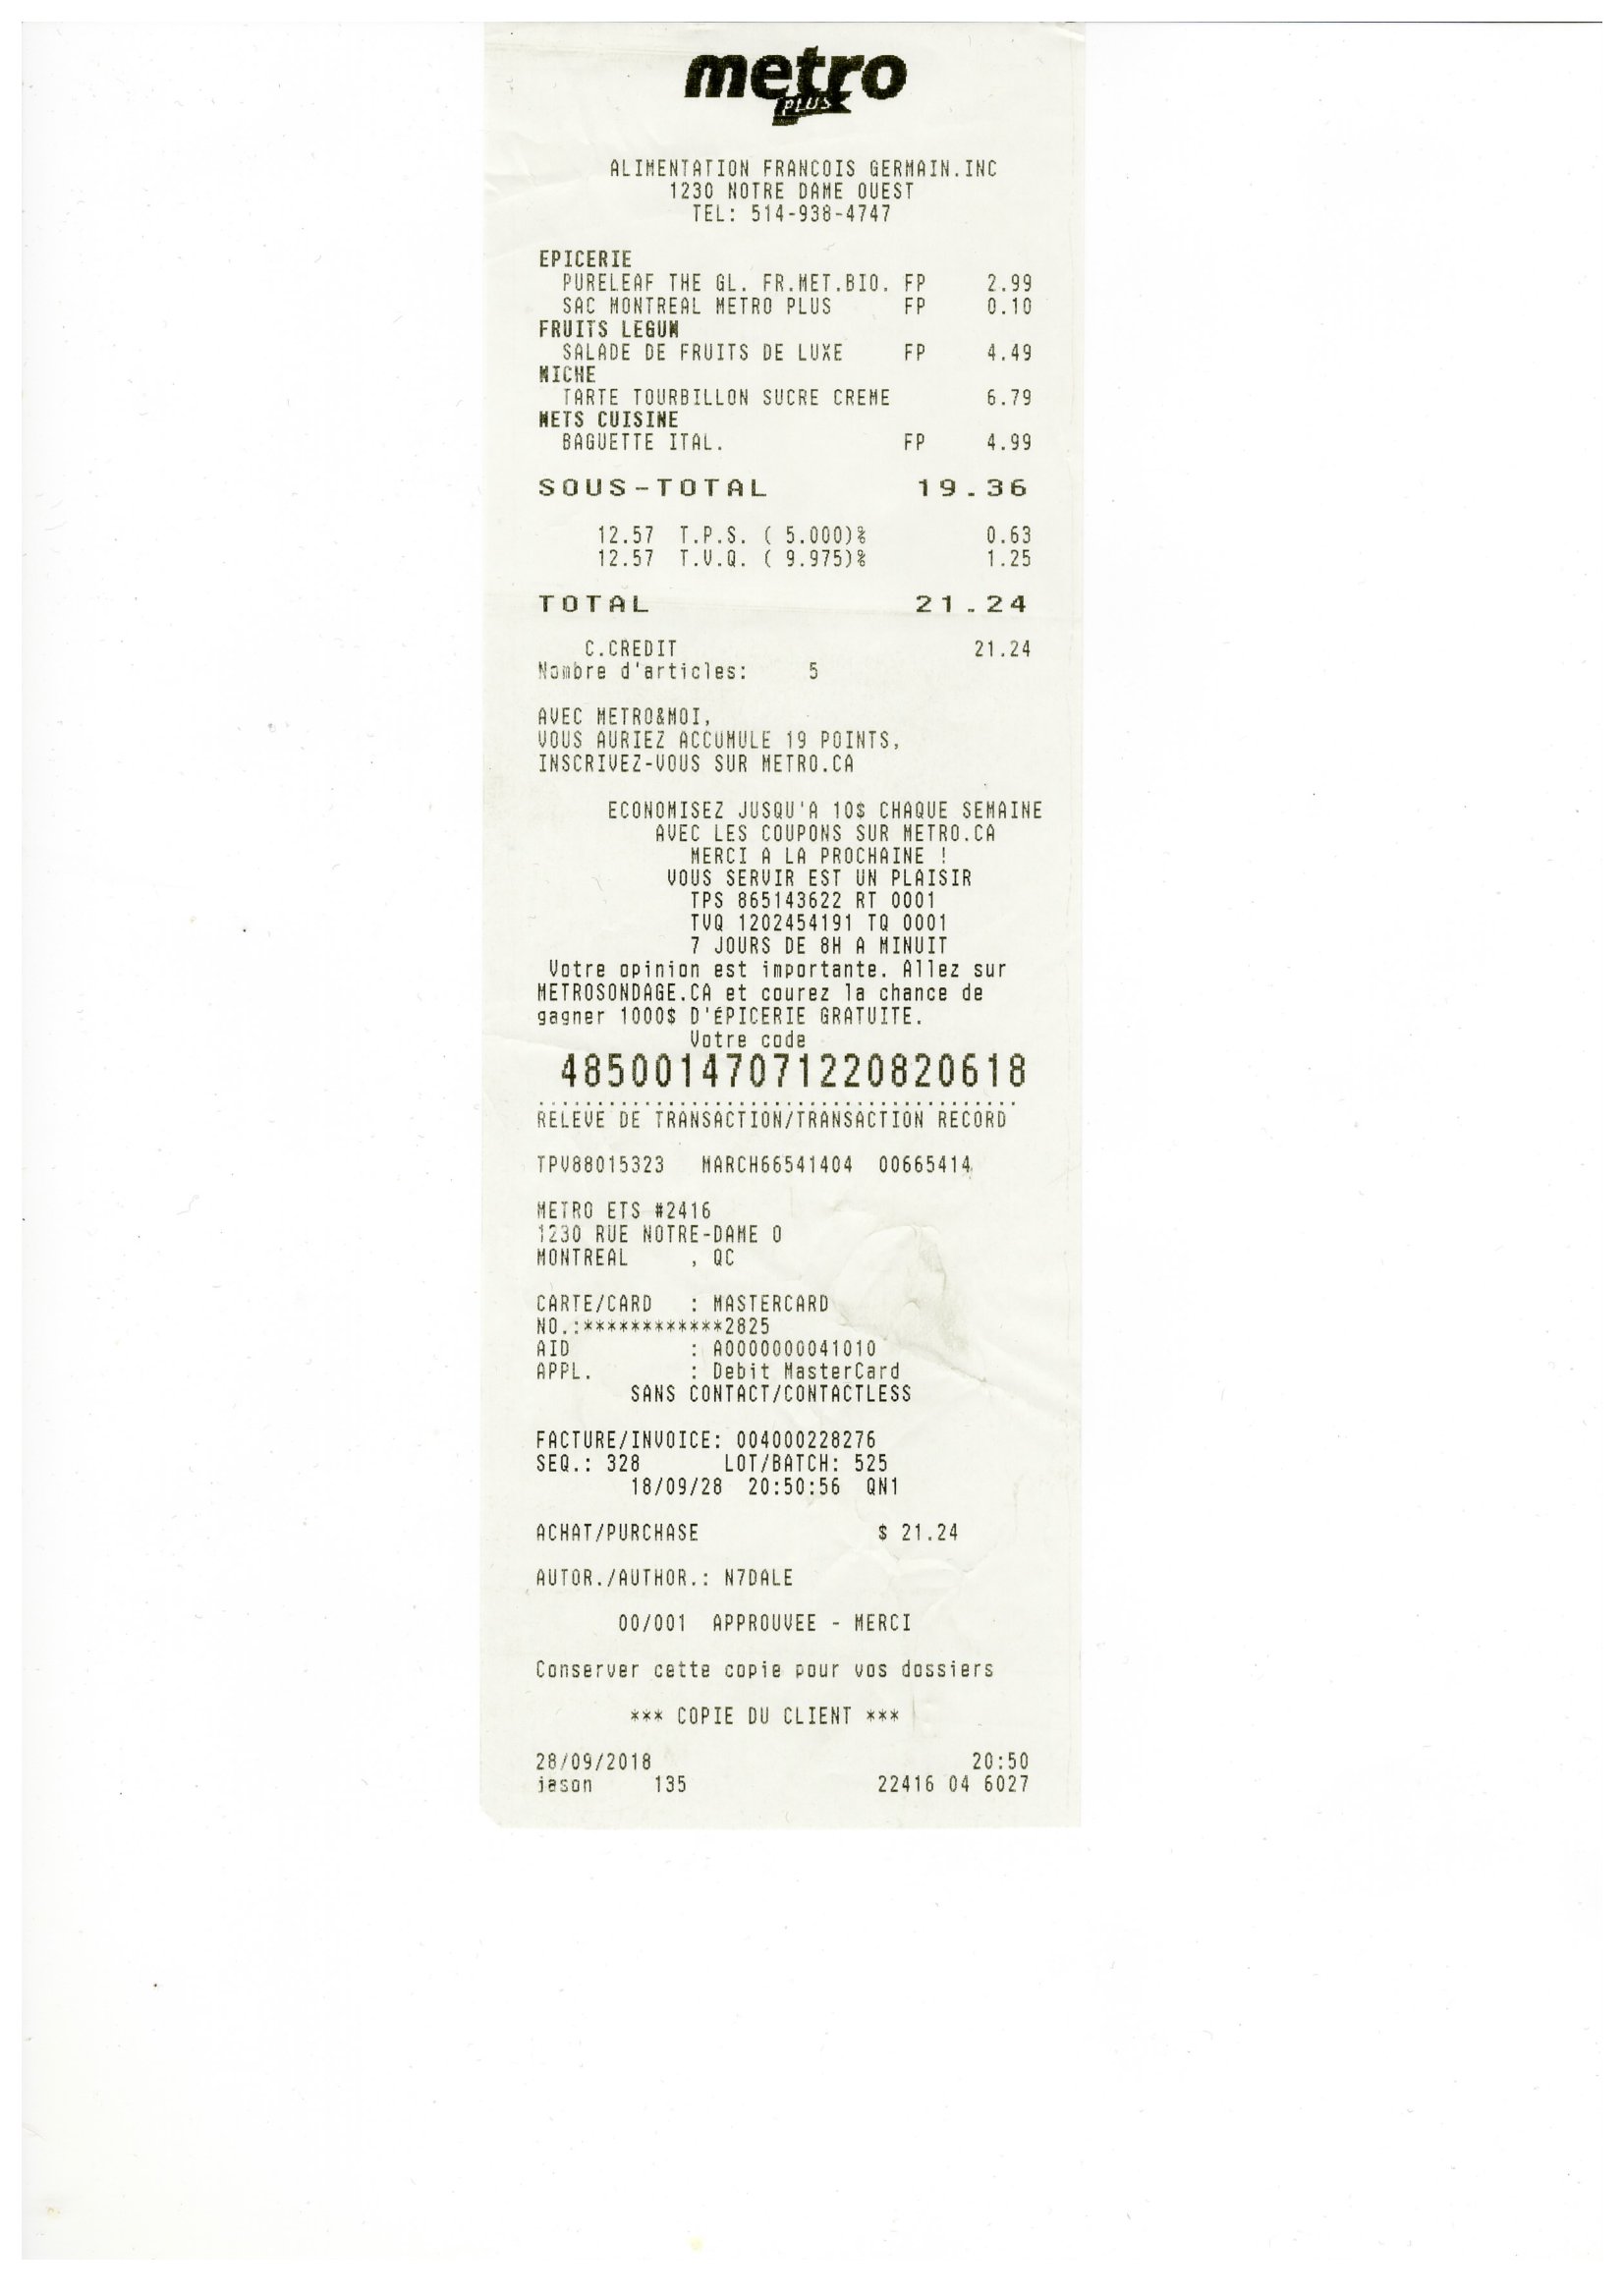 metro
PLUS
ALIMENTATION FRANCOIS GERMAIN.INC
1230 NOTRE DAME OUEST
TEL: 514-938-4747
EPICERIE
PURELEAF THE GL. FR.MET.BIO. FP 2.99
SAC MONTREAL METRO PLUS FP 0.10
FRUITS LEGUM
SALADE DE FRUITS DE LUXE FP 4.49
MICHE
TARTE TOURBILLON SUCRE CREME 6.79
METS CUISINE
BAGUETTE ITAL. FP 4.99
SOUS-TOTAL 19.36
12.57 T.P.S. ( 5.000)% 0.63
12.57 T.V.Q. ( 9.975)% 1.25
TOTAL 21.24
C.CREDIT 21.24
Nombre d'articles: 5
AVEC METRO&MOI,
VOUS AURIEZ ACCUMULE 19 POINTS,
INSCRIVEZ-VOUS SUR METRO.CA
ECONOMISEZ JUSQU'A 10$ CHAQUE SEMAINE
AVEC LES COUPONS SUR METRO.CA
MERCI A LA PROCHAINE !
VOUS SERVIR EST UN PLAISIR
TPS 865143622 RT 0001
TVQ 1202454191 TQ 0001
7 JOURS DE 8H A MINUIT
Votre opinion est importante. Allez sur
METROSONDAGE.CA et courez la chance de
gagner 1000$ D'ÉPICERIE GRATUITE.
Votre code
48500147071220820618
........................................
RELEVE DE TRANSACTION/TRANSACTION RECORD
TPV88015323 MARCH66541404 00665414
METRO ETS #2416
1230 RUE NOTRE-DAME O
MONTREAL , QC
CARTE/CARD : MASTERCARD
NO.:************2825
AID : A0000000041010
APPL. : Debit MasterCard
SANS CONTACT/CONTACTLESS
FACTURE/INVOICE: 004000228276
SEQ.: 328 LOT/BATCH: 525
18/09/28 20:50:56 QN1
ACHAT/PURCHASE $ 21.24
AUTOR./AUTHOR.: N7DALE
00/001 APPROUVEE - MERCI
Conserver cette copie pour vos dossiers
*** COPIE DU CLIENT ***
28/09/2018 20:50
jason 135 22416 04 6027